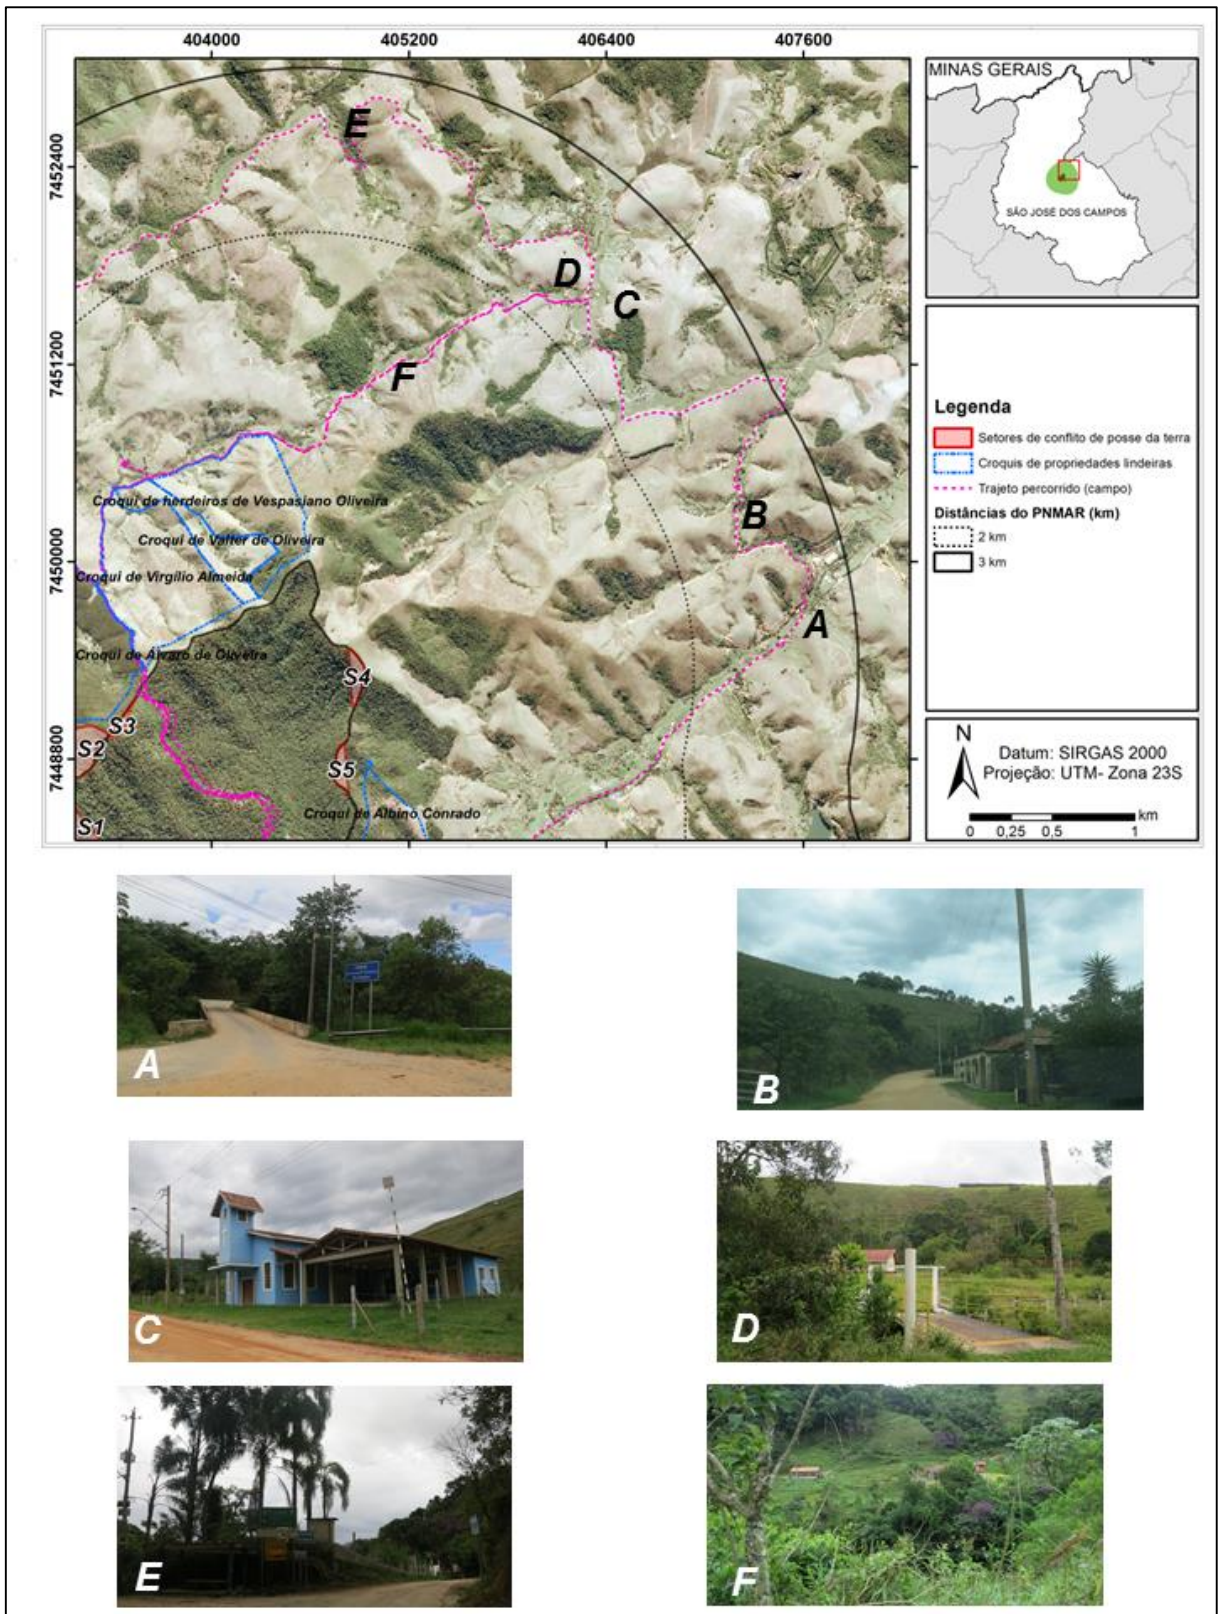 404000
405200
406400
407600
7452400
7451200
7450000
7448800
E
D
C
F
B
A
Croqui de herdeiros de Vespasiano Oliveira
Croqui de Valter de Oliveira
Croqui de Virgílio Almeida
Croqui de Alvaro de Oliveira
S4
S3
S2
S5
Croqui de Albino Conrado
S1
MINAS GERAIS
SÃO JOSÉ DOS CAMPOS
Legenda
Setores de conflito de posse da terra
Croquis de propriedades lindeiras
Trajeto percorrido (campo)
Distâncias do PNMAR (km)
2 km
3 km
N
Datum: SIRGAS 2000
Projeção: UTM- Zona 23S
km
0 0,25 0,5 1
A
B
C
D
E
F